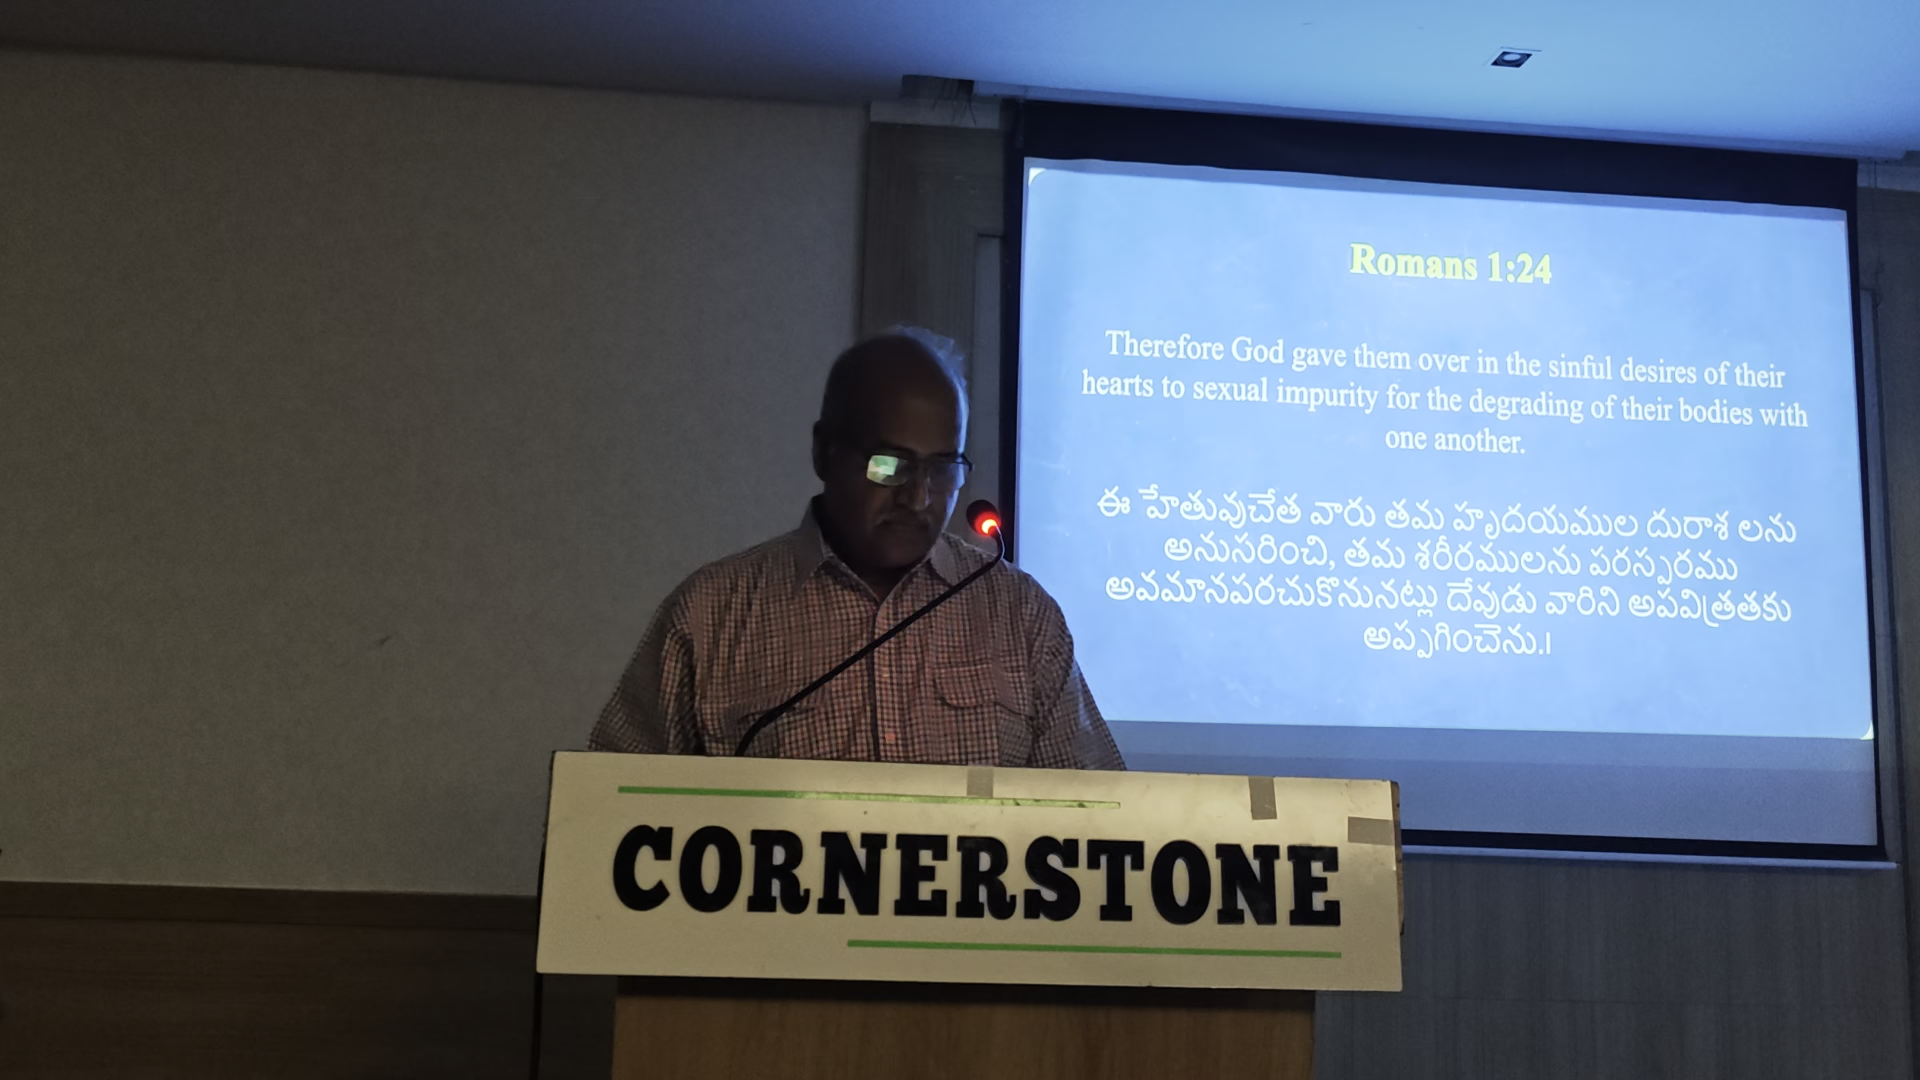 Romans 1:24
Therefore God gave them over in the sinful desires of their
hearts to sexual impurity for the degrading of their bodies with
one another.
ఈ హేతువుచేత వారు తమ హృదయముల దురాశ లను
అనుసరించి, తమ శరీరములను పరస్పరము
అవమానపరచుకొనునట్లు దేవుడు వారిని అపవిత్రతకు
అప్పగించెను.।
CORNERSTONE